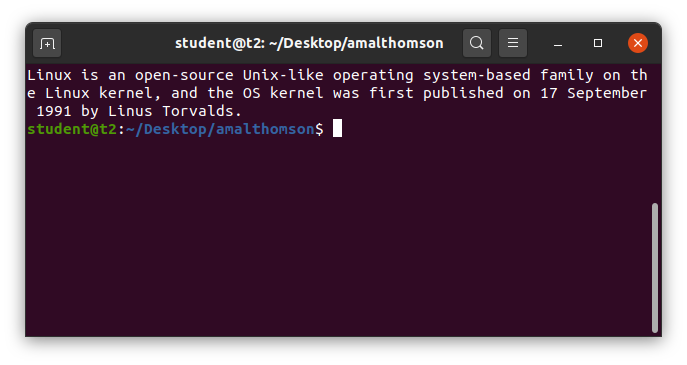 student@t2: ~/Desktop/amalthomson
Linux is an open-source Unix-like operating system-based family on th
e Linux kernel, and the OS kernel was first published on 17 September
 1991 by Linus Torvalds.
student@t2:~/Desktop/amalthomson$